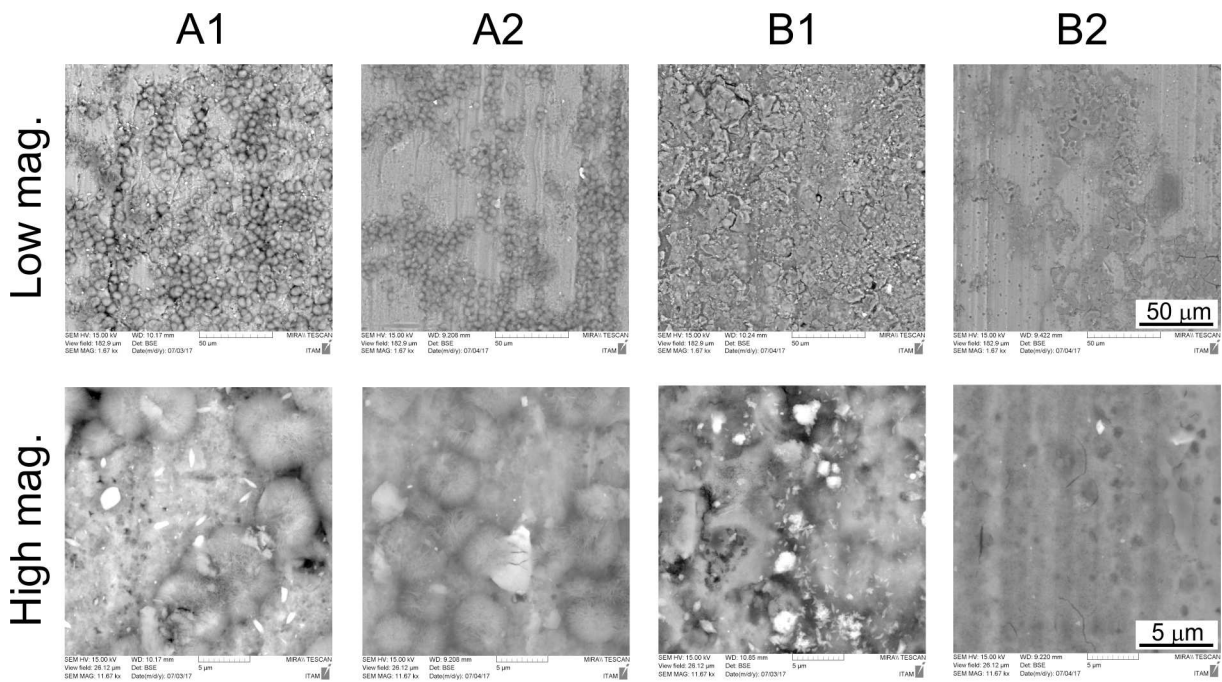 A1 A2 B1 B2
Low mag.
SEM HV: 15.00 kV WD: 10.17 mm MIRA\\ TESCAN
View field: 182.9 µm Det: BSE 50 µm
SEM MAG: 1.67 kx Date(m/d/y): 07/03/17 ITAM
SEM HV: 15.00 kV WD: 9.208 mm MIRA\\ TESCAN
View field: 182.9 µm Det: BSE 50 µm
SEM MAG: 1.67 kx Date(m/d/y): 07/04/17 ITAM
SEM HV: 15.00 kV WD: 10.24 mm MIRA\\ TESCAN
View field: 182.9 µm Det: BSE 50 µm
SEM MAG: 1.67 kx Date(m/d/y): 07/04/17 ITAM
50 µm
SEM HV: 15.00 kV WD: 9.422 mm MIRA\\ TESCAN
View field: 182.9 µm Det: BSE 50 µm
SEM MAG: 1.67 kx Date(m/d/y): 07/04/17 ITAM
High mag.
SEM HV: 15.00 kV WD: 10.17 mm MIRA\\ TESCAN
View field: 26.12 µm Det: BSE 5 µm
SEM MAG: 11.67 kx Date(m/d/y): 07/03/17 ITAM
SEM HV: 15.00 kV WD: 9.208 mm MIRA\\ TESCAN
View field: 26.12 µm Det: BSE 5 µm
SEM MAG: 11.67 kx Date(m/d/y): 07/04/17 ITAM
SEM HV: 15.00 kV WD: 10.85 mm MIRA\\ TESCAN
View field: 26.12 µm Det: BSE 5 µm
SEM MAG: 11.67 kx Date(m/d/y): 07/03/17 ITAM
5 µm
SEM HV: 15.00 kV WD: 9.220 mm MIRA\\ TESCAN
View field: 26.12 µm Det: BSE 5 µm
SEM MAG: 11.67 kx Date(m/d/y): 07/04/17 ITAM